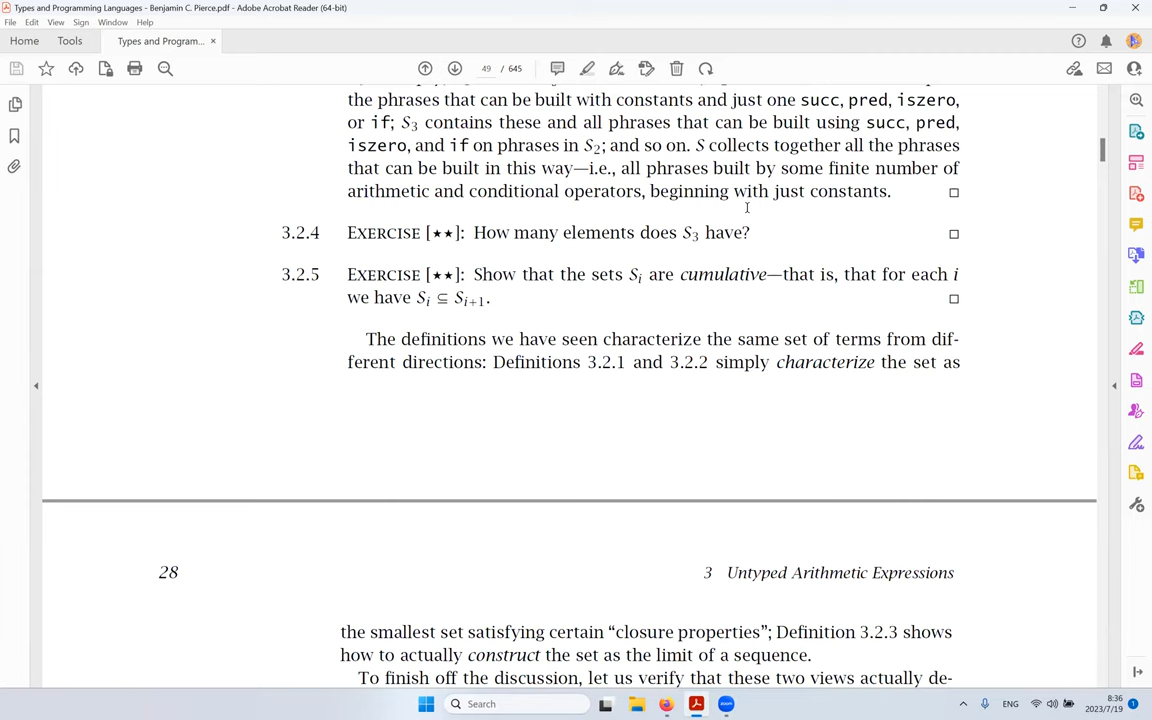 Types and Programming Languages - Benjamin C. Pierce.pdf - Adobe Acrobat Reader (64-bit)
File Edit View Sign Window Help
Home Tools Types and Program... ×
49 / 645
the phrases that can be built with constants and just one succ, pred, iszero,
or if; S3 contains these and all phrases that can be built using succ, pred,
iszero, and if on phrases in S2; and so on. S collects together all the phrases
that can be built in this way—i.e., all phrases built by some finite number of
arithmetic and conditional operators, beginning with just constants. □
3.2.4 EXERCISE [★★]: How many elements does S3 have? □
3.2.5 EXERCISE [★★]: Show that the sets Si are cumulative—that is, that for each i
we have Si ⊆ Si+1. □
The definitions we have seen characterize the same set of terms from dif-
ferent directions: Definitions 3.2.1 and 3.2.2 simply characterize the set as
28 3 Untyped Arithmetic Expressions
the smallest set satisfying certain “closure properties”; Definition 3.2.3 shows
how to actually construct the set as the limit of a sequence.
To finish off the discussion, let us verify that these two views actually de-
Search zoom ENG 8:36
2023/7/19 1